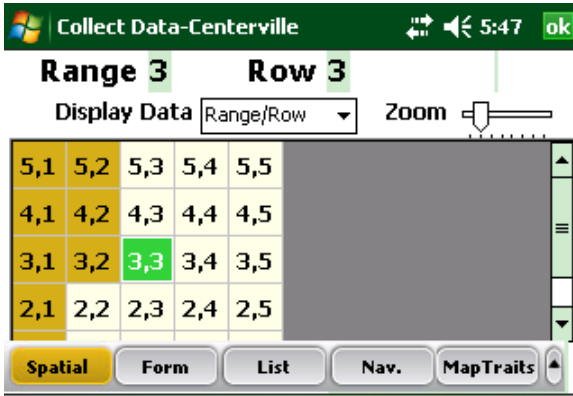 Collect Data-Centerville 5:47 ok
Range 3 Row 3
Display Data Range/Row Zoom
5,1 5,2 5,3 5,4 5,5
4,1 4,2 4,3 4,4 4,5
3,1 3,2 3,3 3,4 3,5
2,1 2,2 2,3 2,4 2,5
Spatial Form List Nav. MapTraits